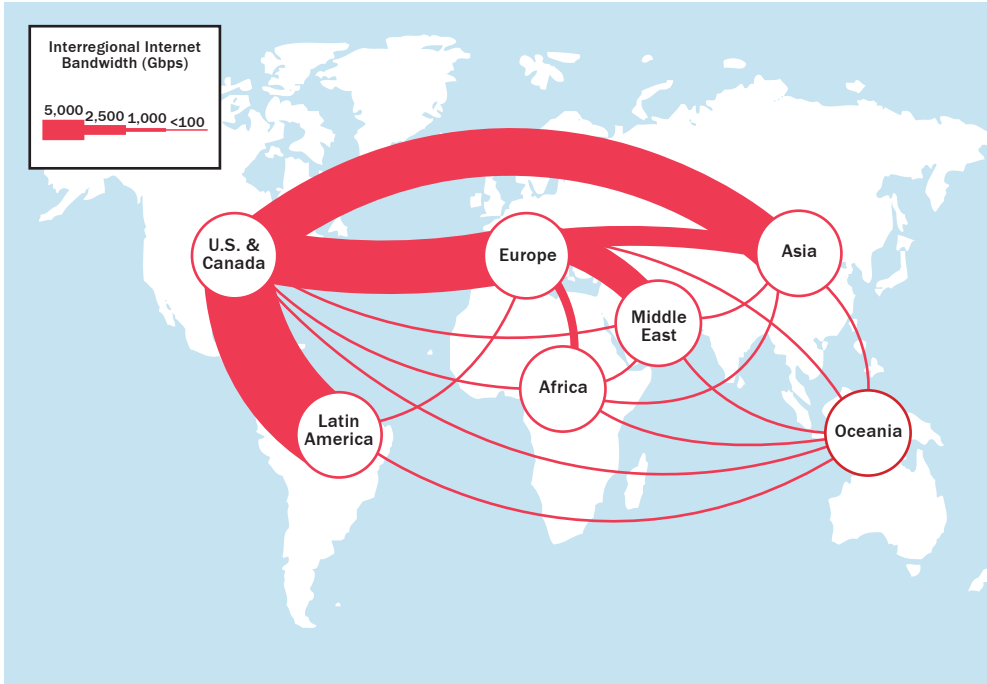 Interregional Internet
Bandwidth (Gbps)
5,000 2,500 1,000 <100
U.S. &
Canada
Europe
Asia
Middle
East
Africa
Latin
America
Oceania